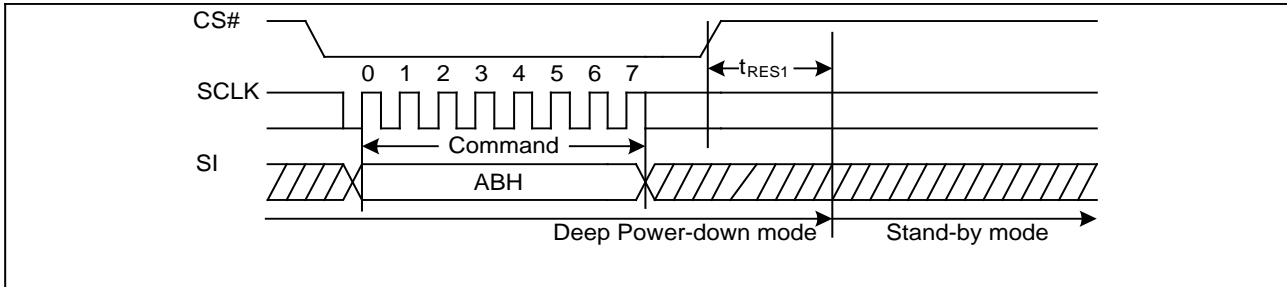 CS#
tRES1
0 1 2 3 4 5 6 7
SCLK
Command
SI
ABH
Deep Power-down mode Stand-by mode